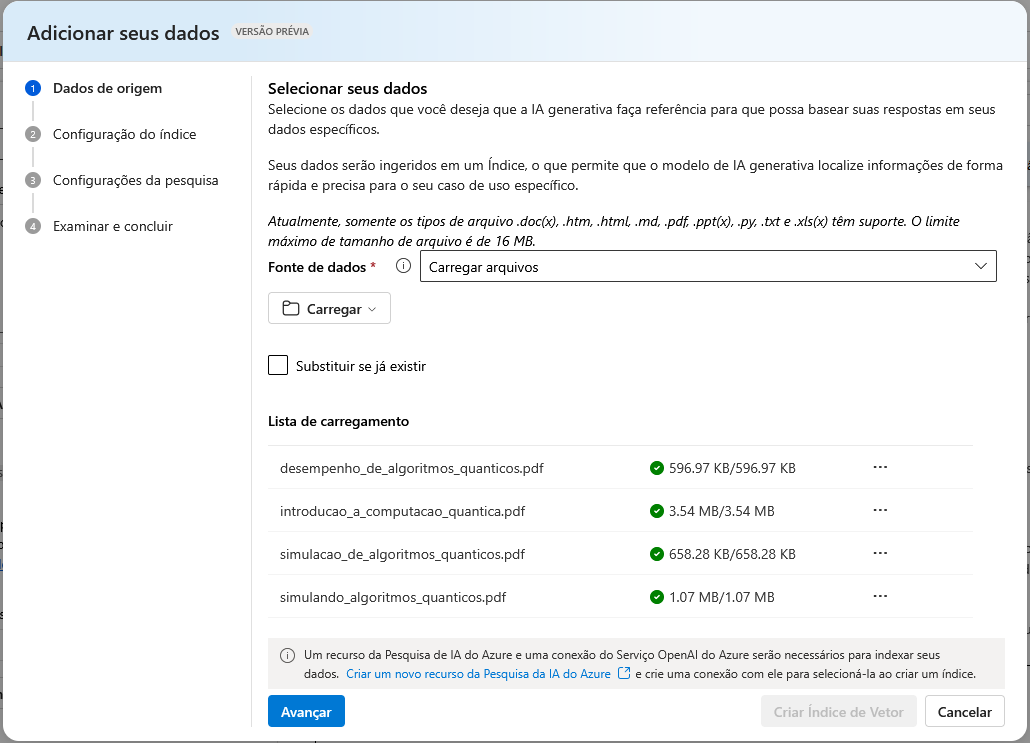 Adicionar seus dados VERSÃO PRÉVIA
1 Dados de origem
2 Configuração do índice
3 Configurações da pesquisa
4 Examinar e concluir
Selecionar seus dados
Selecione os dados que você deseja que a IA generativa faça referência para que possa basear suas respostas em seus
dados específicos.
Seus dados serão ingeridos em um Índice, o que permite que o modelo de IA generativa localize informações de forma
rápida e precisa para o seu caso de uso específico.
Atualmente, somente os tipos de arquivo .doc(x), .htm, .html, .md, .pdf, .ppt(x), .py, .txt e .xls(x) têm suporte. O limite
máximo de tamanho de arquivo é de 16 MB.
Fonte de dados * Carregar arquivos
Carregar
Substituir se já existir
Lista de carregamento
desempenho_de_algoritmos_quanticos.pdf 596.97 KB/596.97 KB ...
introducao_a_computacao_quantica.pdf 3.54 MB/3.54 MB ...
simulacao_de_algoritmos_quanticos.pdf 658.28 KB/658.28 KB ...
simulando_algoritmos_quanticos.pdf 1.07 MB/1.07 MB ...
Um recurso da Pesquisa de IA do Azure e uma conexão do Serviço OpenAI do Azure serão necessários para indexar seus
dados. Criar um novo recurso da Pesquisa da IA do Azure e crie uma conexão com ele para selecioná-la ao criar um índice.
Avançar Criar Índice de Vetor Cancelar